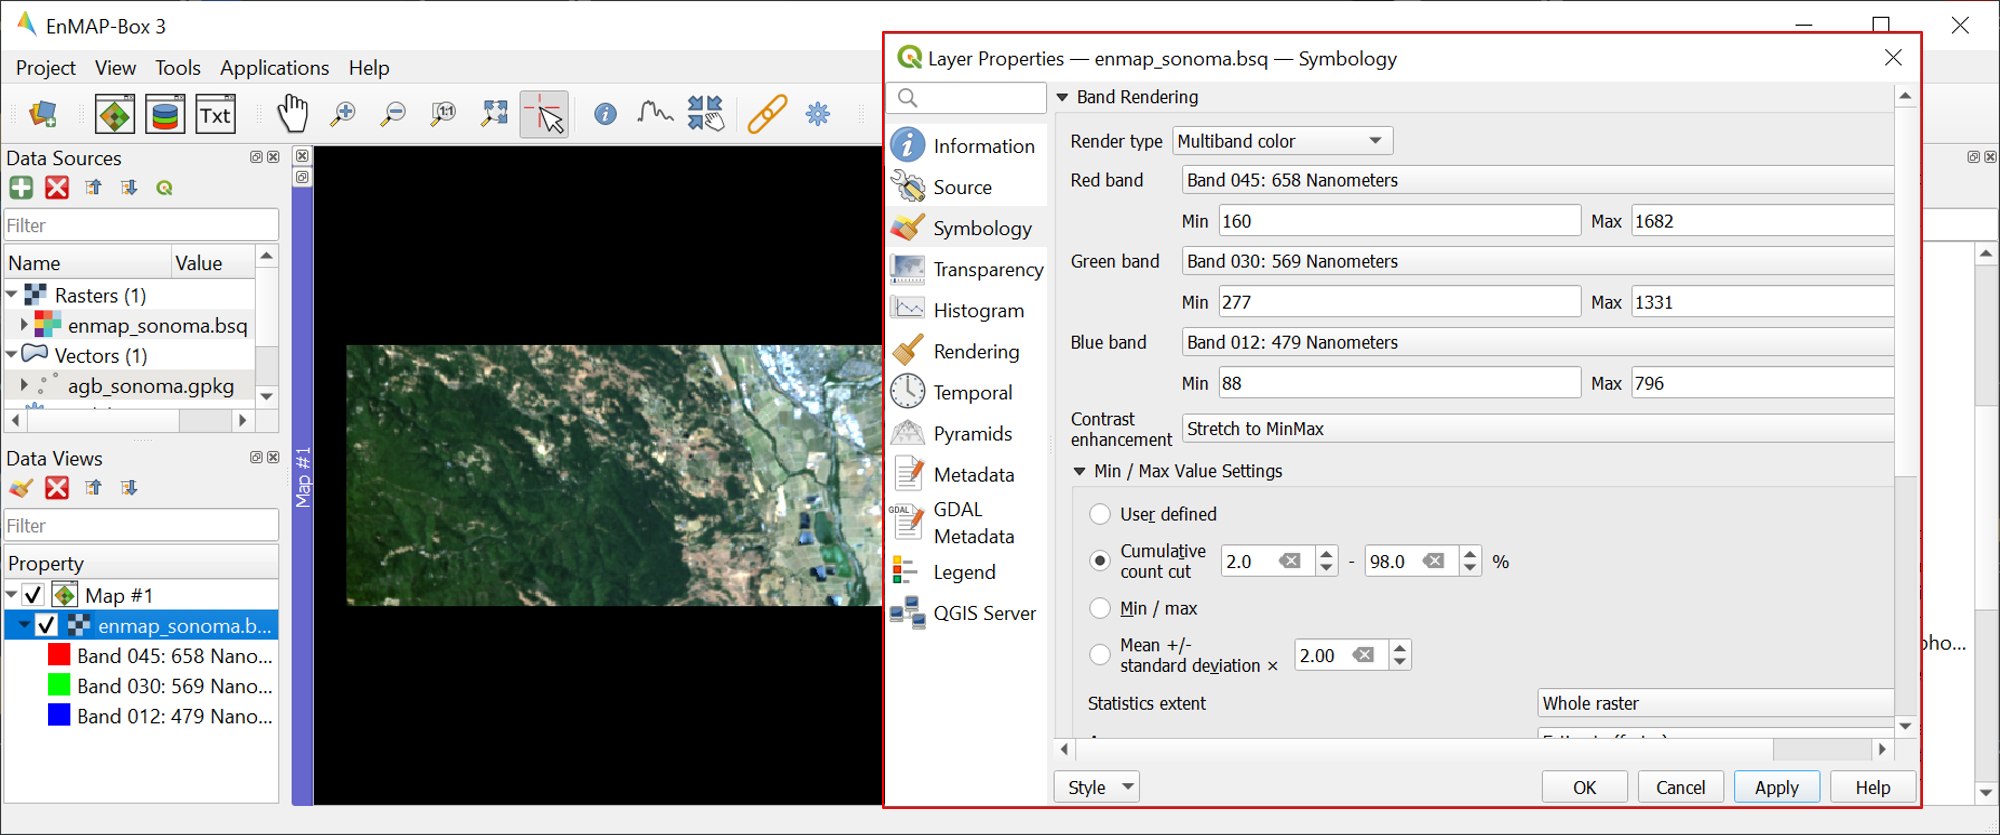 EnMAP-Box 3
Project View Tools Applications Help
1:1
Txt
Data Sources
Filter
Name Value
Rasters (1)
enmap_sonoma.bsq
Vectors (1)
agb_sonoma.gpkg
Data Views
Filter
Property
Map #1
enmap_sonoma.b...
Band 045: 658 Nano...
Band 030: 569 Nano...
Band 012: 479 Nano...
Map #1
Layer Properties — enmap_sonoma.bsq — Symbology
Information
Source
Symbology
Transparency
Histogram
Rendering
Temporal
Pyramids
Metadata
GDAL
GDAL
Metadata
Legend
QGIS Server
Band Rendering
Render type Multiband color
Red band Band 045: 658 Nanometers
Min 160 Max 1682
Green band Band 030: 569 Nanometers
Min 277 Max 1331
Blue band Band 012: 479 Nanometers
Min 88 Max 796
Contrast
enhancement Stretch to MinMax
Min / Max Value Settings
User defined
Cumulative
count cut 2.0 - 98.0 %
Min / max
Mean +/-
standard deviation × 2.00
Statistics extent Whole raster
Style OK Cancel Apply Help
pho...